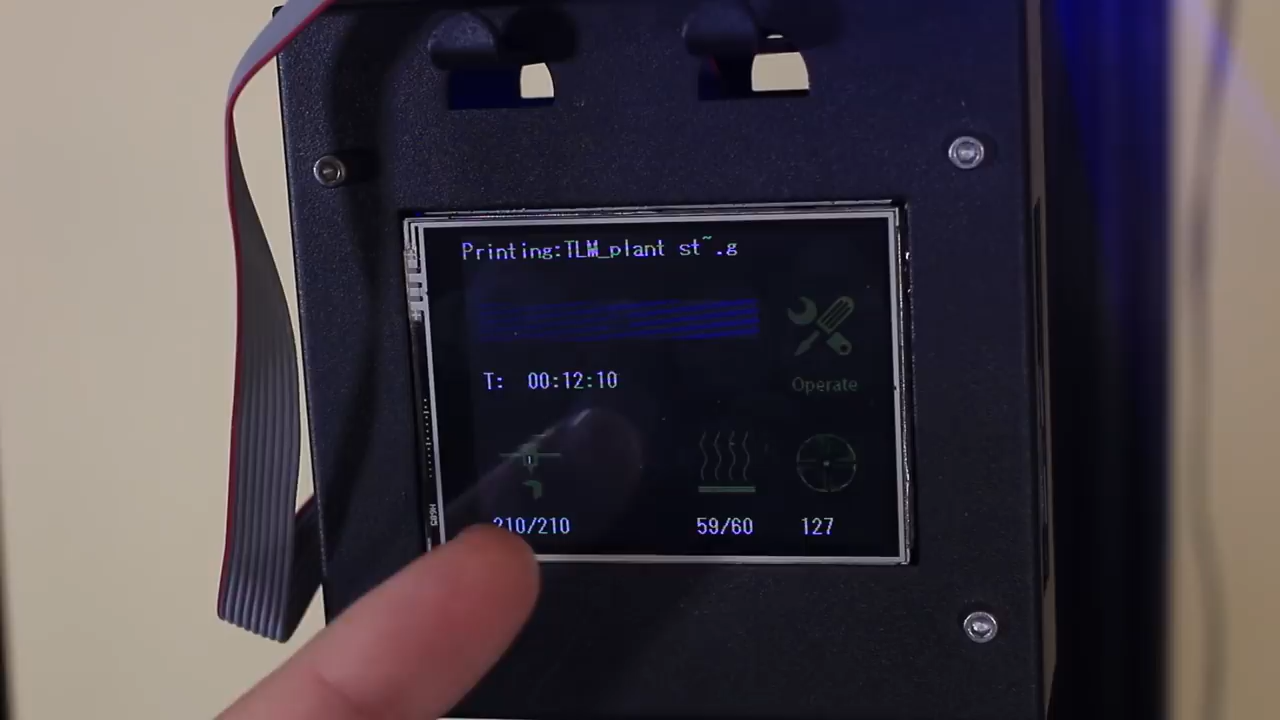 Printing:TLM_plant st~.g
T: 00:12:10
Operate
210/210
59/60
127